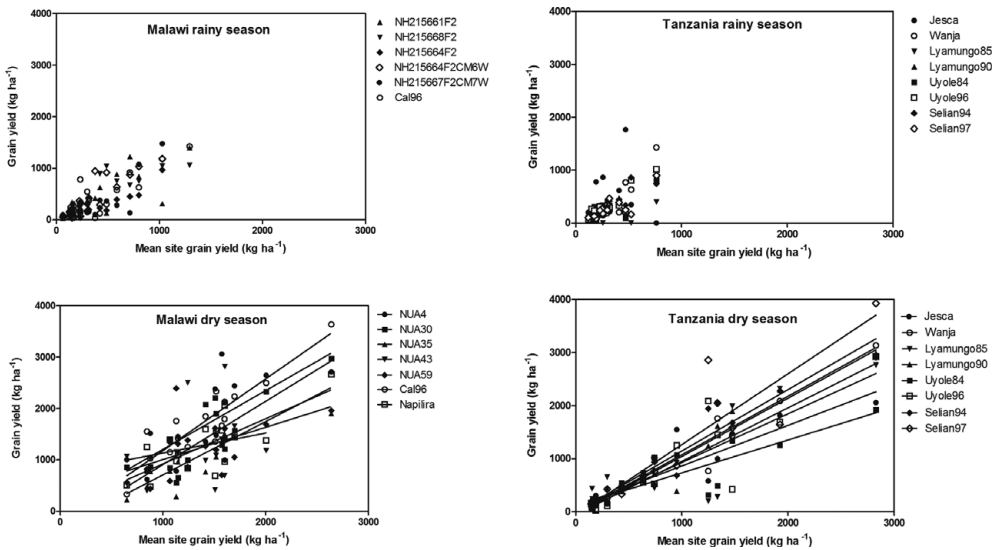 Malawi rainy season
Grain yield (kg ha⁻¹)
4000
3000
2000
1000
0
0
1000
2000
3000
Mean site grain yield (kg ha⁻¹)
NH215661F2
NH215668F2
NH215664F2
NH215664F2CM6W
NH215667F2CM7W
Cal96
Tanzania rainy season
Grain yield (kg ha⁻¹)
4000
3000
2000
1000
0
0
1000
2000
3000
Mean site grain yield (kg ha⁻¹)
Jesca
Wanja
Lyamungo85
Lyamungo90
Uyole84
Uyole96
Selian94
Selian97
Malawi dry season
Grain yield (kg ha⁻¹)
4000
3000
2000
1000
0
0
1000
2000
3000
Mean site grain yield (kg ha⁻¹)
NUA4
NUA30
NUA35
NUA43
NUA59
Cal96
Napilira
Tanzania dry season
Grain yield (kg ha⁻¹)
4000
3000
2000
1000
0
0
1000
2000
3000
Mean site grain yield (kg ha⁻¹)
Jesca
Wanja
Lyamungo85
Lyamungo90
Uyole84
Uyole96
Selian94
Selian97